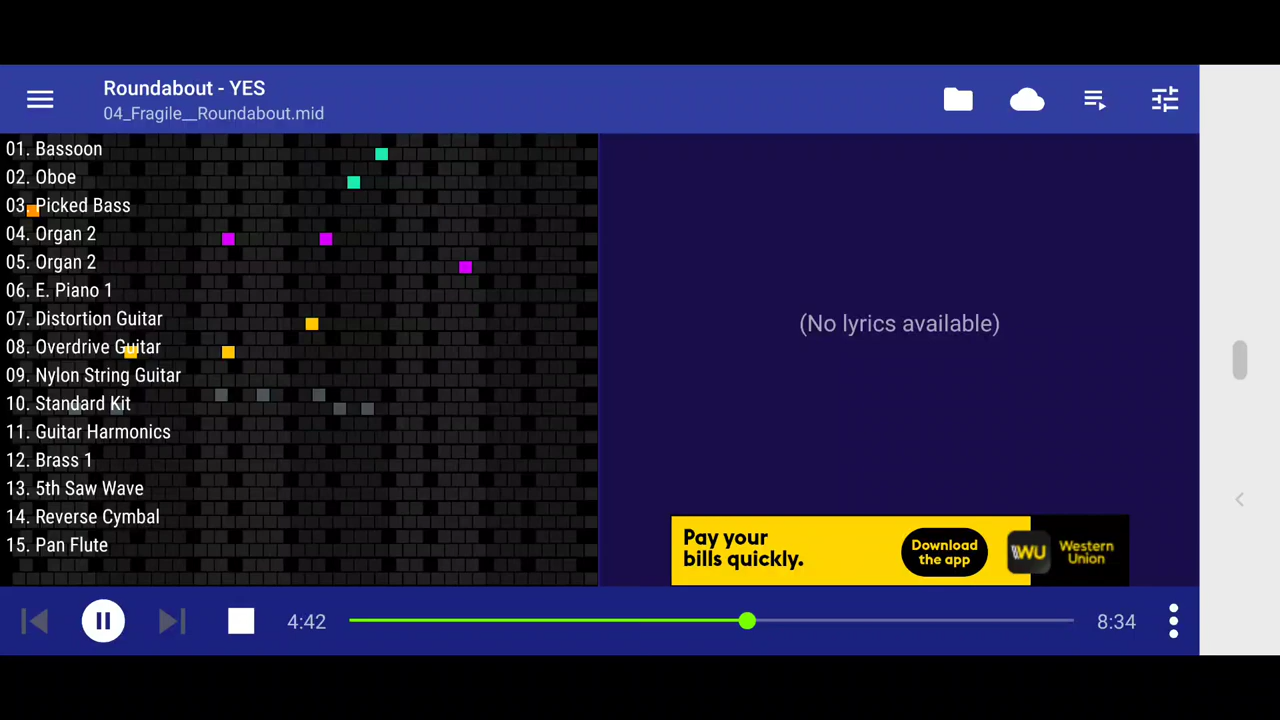 Roundabout - YES
04_Fragile__Roundabout.mid
01. Bassoon
02. Oboe
03. Picked Bass
04. Organ 2
05. Organ 2
06. E. Piano 1
07. Distortion Guitar
08. Overdrive Guitar
09. Nylon String Guitar
10. Standard Kit
11. Guitar Harmonics
12. Brass 1
13. 5th Saw Wave
14. Reverse Cymbal
15. Pan Flute
(No lyrics available)
Pay your
bills quickly.
Download
the app
WU
Western
Union
4:42
8:34